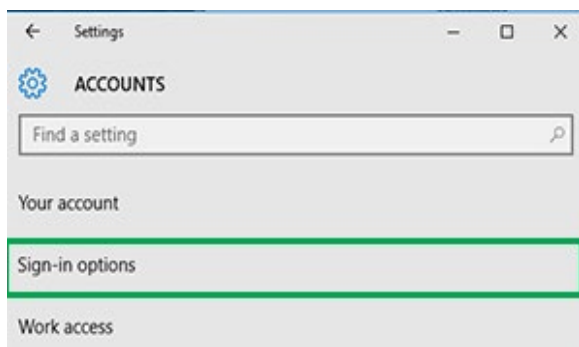 Settings
ACCOUNTS
Find a setting
Your account
Sign-in options
Work access